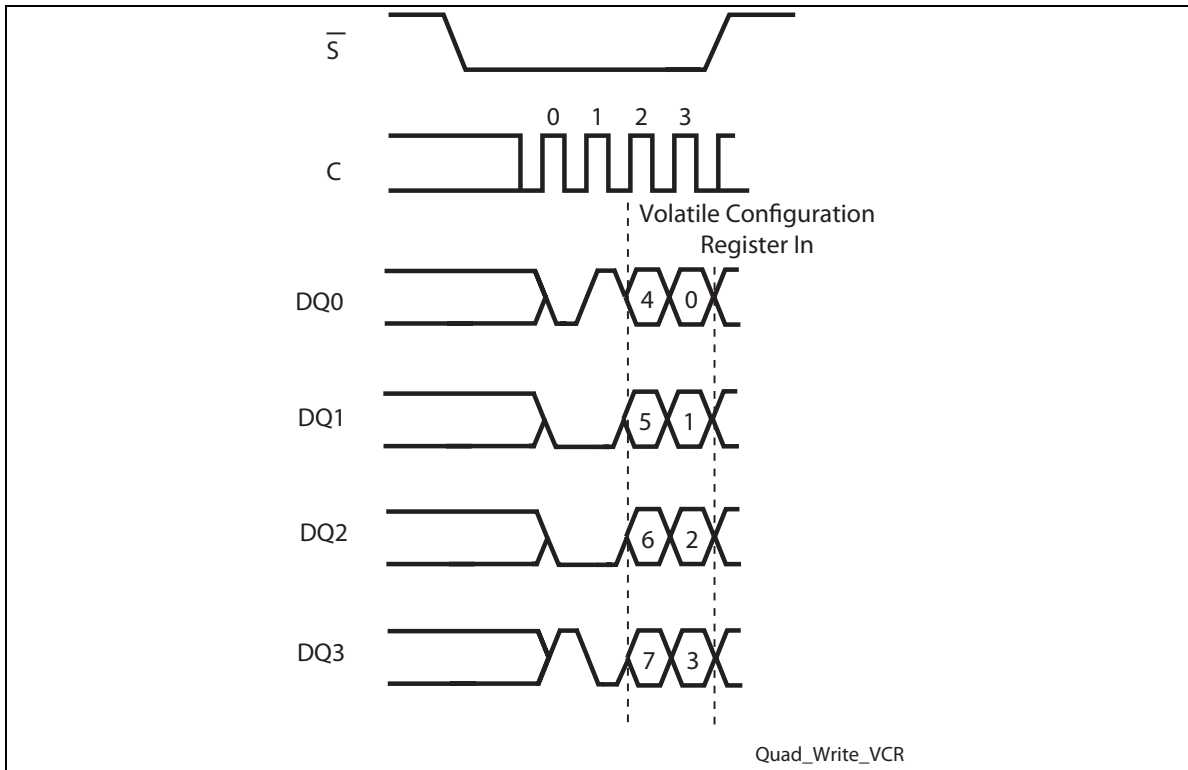 S̅
0 1 2 3
C
Volatile Configuration
Register In
DQ0 4 0
DQ1 5 1
DQ2 6 2
DQ3 7 3
Quad_Write_VCR